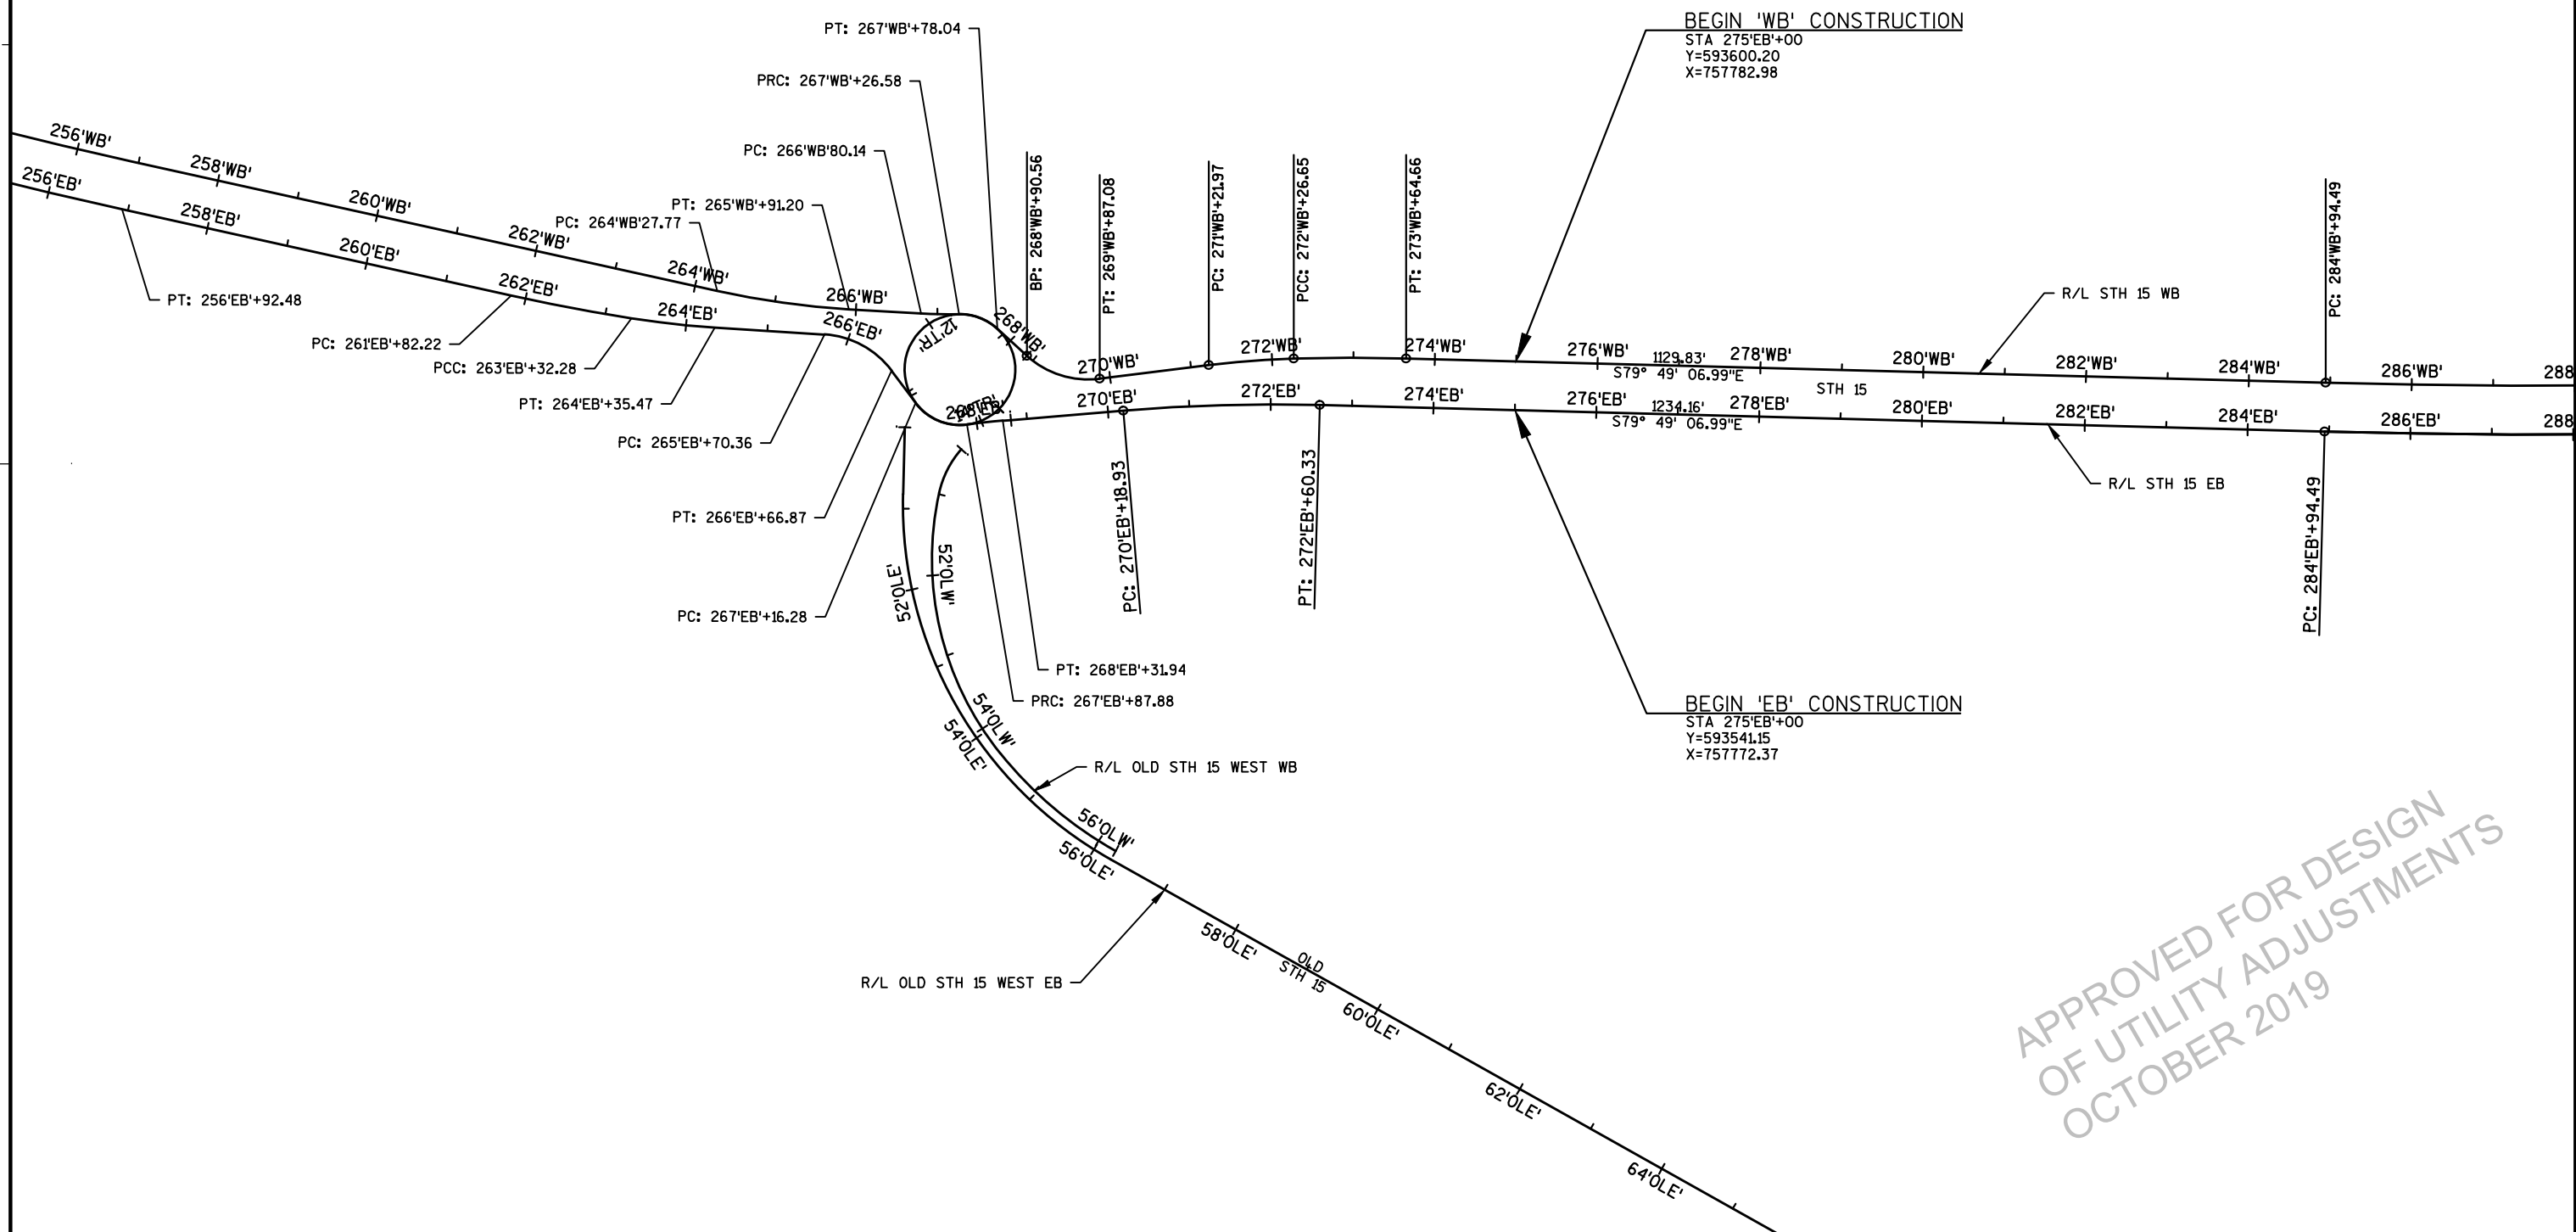 PT: 267'WB'+78.04
PRC: 267'WB'+26.58
PC: 266'WB'80.14
PT: 265'WB'+91.20
PC: 264'WB'27.77
BEGIN 'WB' CONSTRUCTION
STA 275'EB'+00
Y=593600.20
X=757782.98
256'WB'
258'WB'
260'WB'
262'WB'
264'WB'
266'WB'
268'WB'
270'WB'
272'WB'
274'WB'
276'WB'
278'WB'
280'WB'
282'WB'
284'WB'
286'WB'
288
BP: 268'WB'+90.56
PT: 269'WB'+87.08
PC: 271'WB'+21.97
PCC: 272'WB'+26.65
PT: 273'WB'+64.66
PC: 284'WB'+94.49
R/L STH 15 WB
1129.83'
S79° 49' 06.99"E
STH 15
256'EB'
258'EB'
260'EB'
262'EB'
264'EB'
266'EB'
12'TR'
268'EB'
270'EB'
272'EB'
274'EB'
276'EB'
278'EB'
280'EB'
282'EB'
284'EB'
286'EB'
288
1234.16'
S79° 49' 06.99"E
R/L STH 15 EB
PT: 256'EB'+92.48
PC: 261'EB'+82.22
PCC: 263'EB'+32.28
PT: 264'EB'+35.47
PC: 265'EB'+70.36
PT: 266'EB'+66.87
PC: 267'EB'+16.28
PC: 270'EB'+18.93
PT: 272'EB'+60.33
PC: 284'EB'+94.49
PT: 268'EB'+31.94
PRC: 267'EB'+87.88
BEGIN 'EB' CONSTRUCTION
STA 275'EB'+00
Y=593541.15
X=757772.37
52'OLE'
52'OLW'
54'OLW'
54'OLE'
R/L OLD STH 15 WEST WB
56'OLW'
56'OLE'
R/L OLD STH 15 WEST EB
58'OLE'
OLD
STH 15
60'OLE'
62'OLE'
64'OLE'
APPROVED FOR DESIGN
OF UTILITY ADJUSTMENTS
OCTOBER 2019